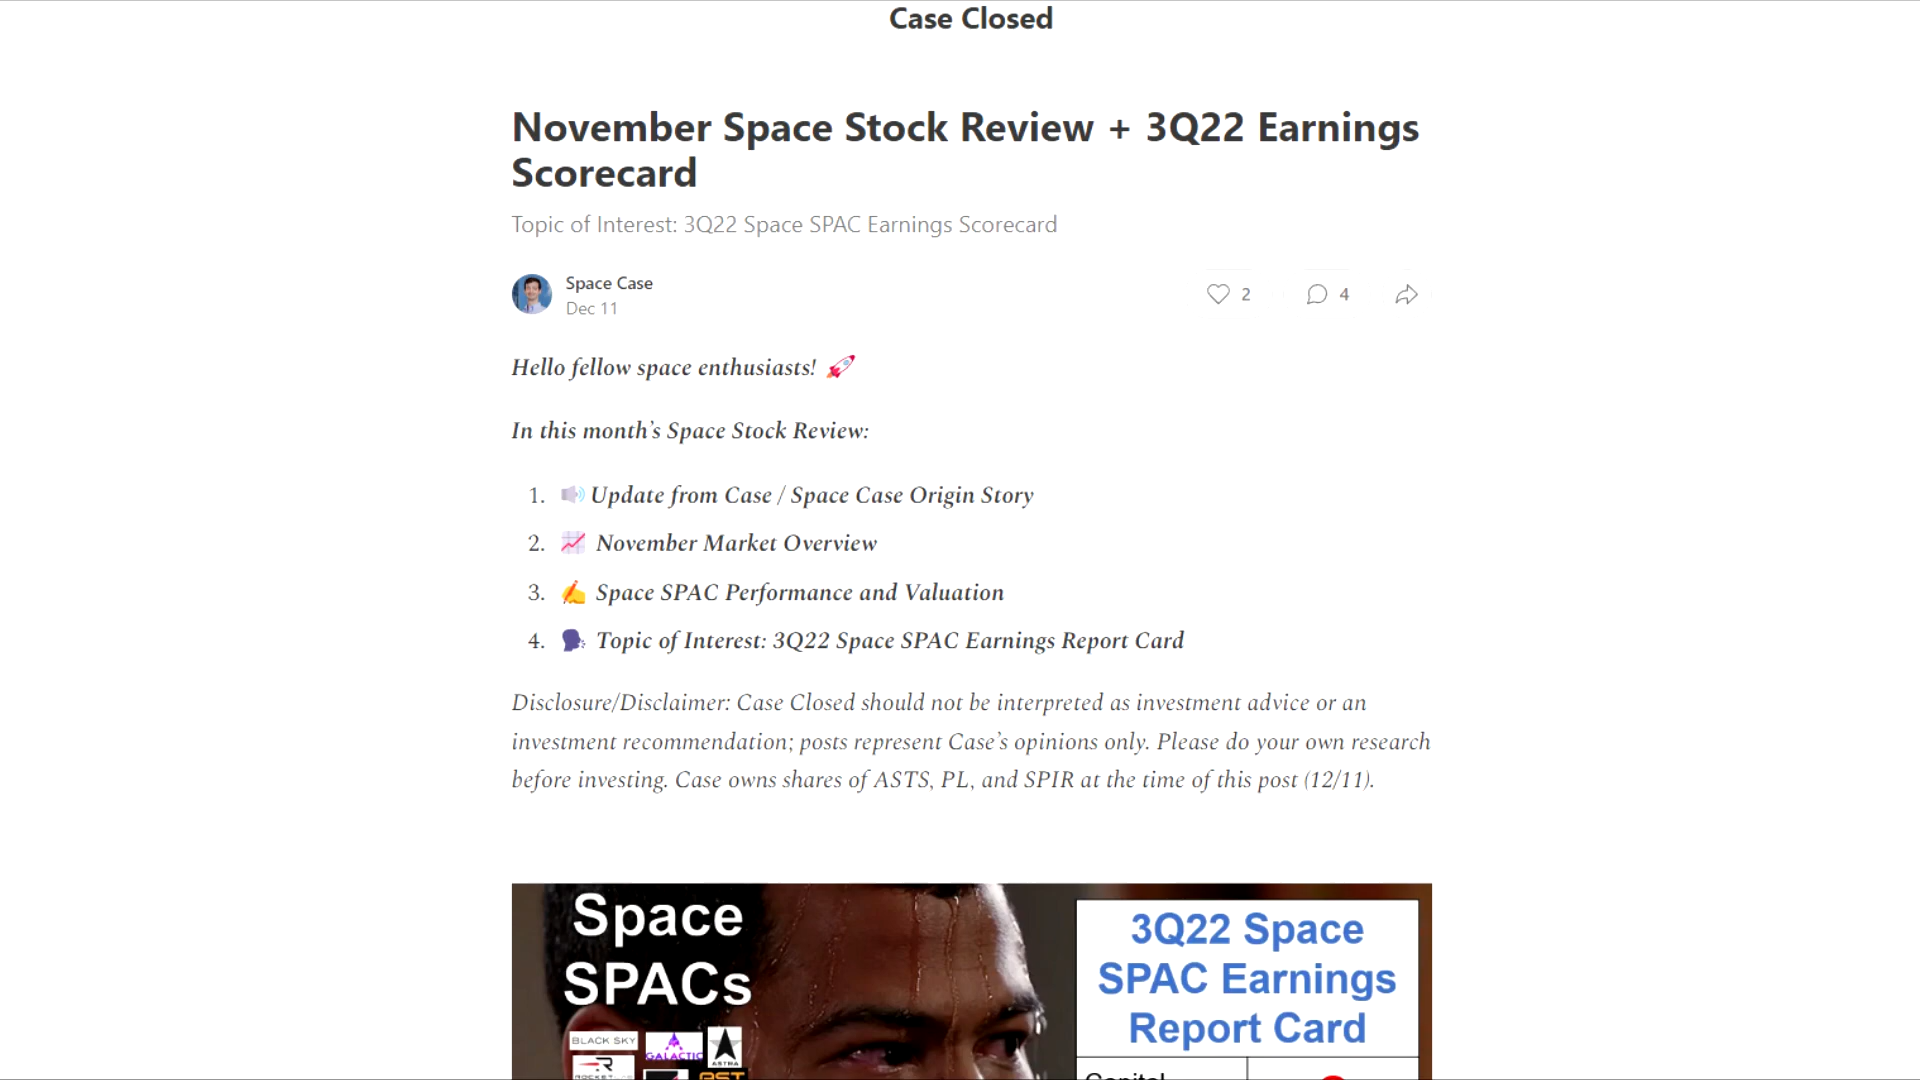 Case Closed
November Space Stock Review + 3Q22 Earnings
Scorecard
Topic of Interest: 3Q22 Space SPAC Earnings Scorecard
Space Case
Dec 11
2
4
Hello fellow space enthusiasts! 🚀
In this month’s Space Stock Review:
1. 🔊 Update from Case / Space Case Origin Story
2. 📈 November Market Overview
3. ✍️ Space SPAC Performance and Valuation
4. 🗣️ Topic of Interest: 3Q22 Space SPAC Earnings Report Card
Disclosure/Disclaimer: Case Closed should not be interpreted as investment advice or an
investment recommendation; posts represent Case’s opinions only. Please do your own research
before investing. Case owns shares of ASTS, PL, and SPIR at the time of this post (12/11).
Space
SPACs
BLACK SKY
GALACTIC
ASTRA
3Q22 Space
SPAC Earnings
Report Card
Capital